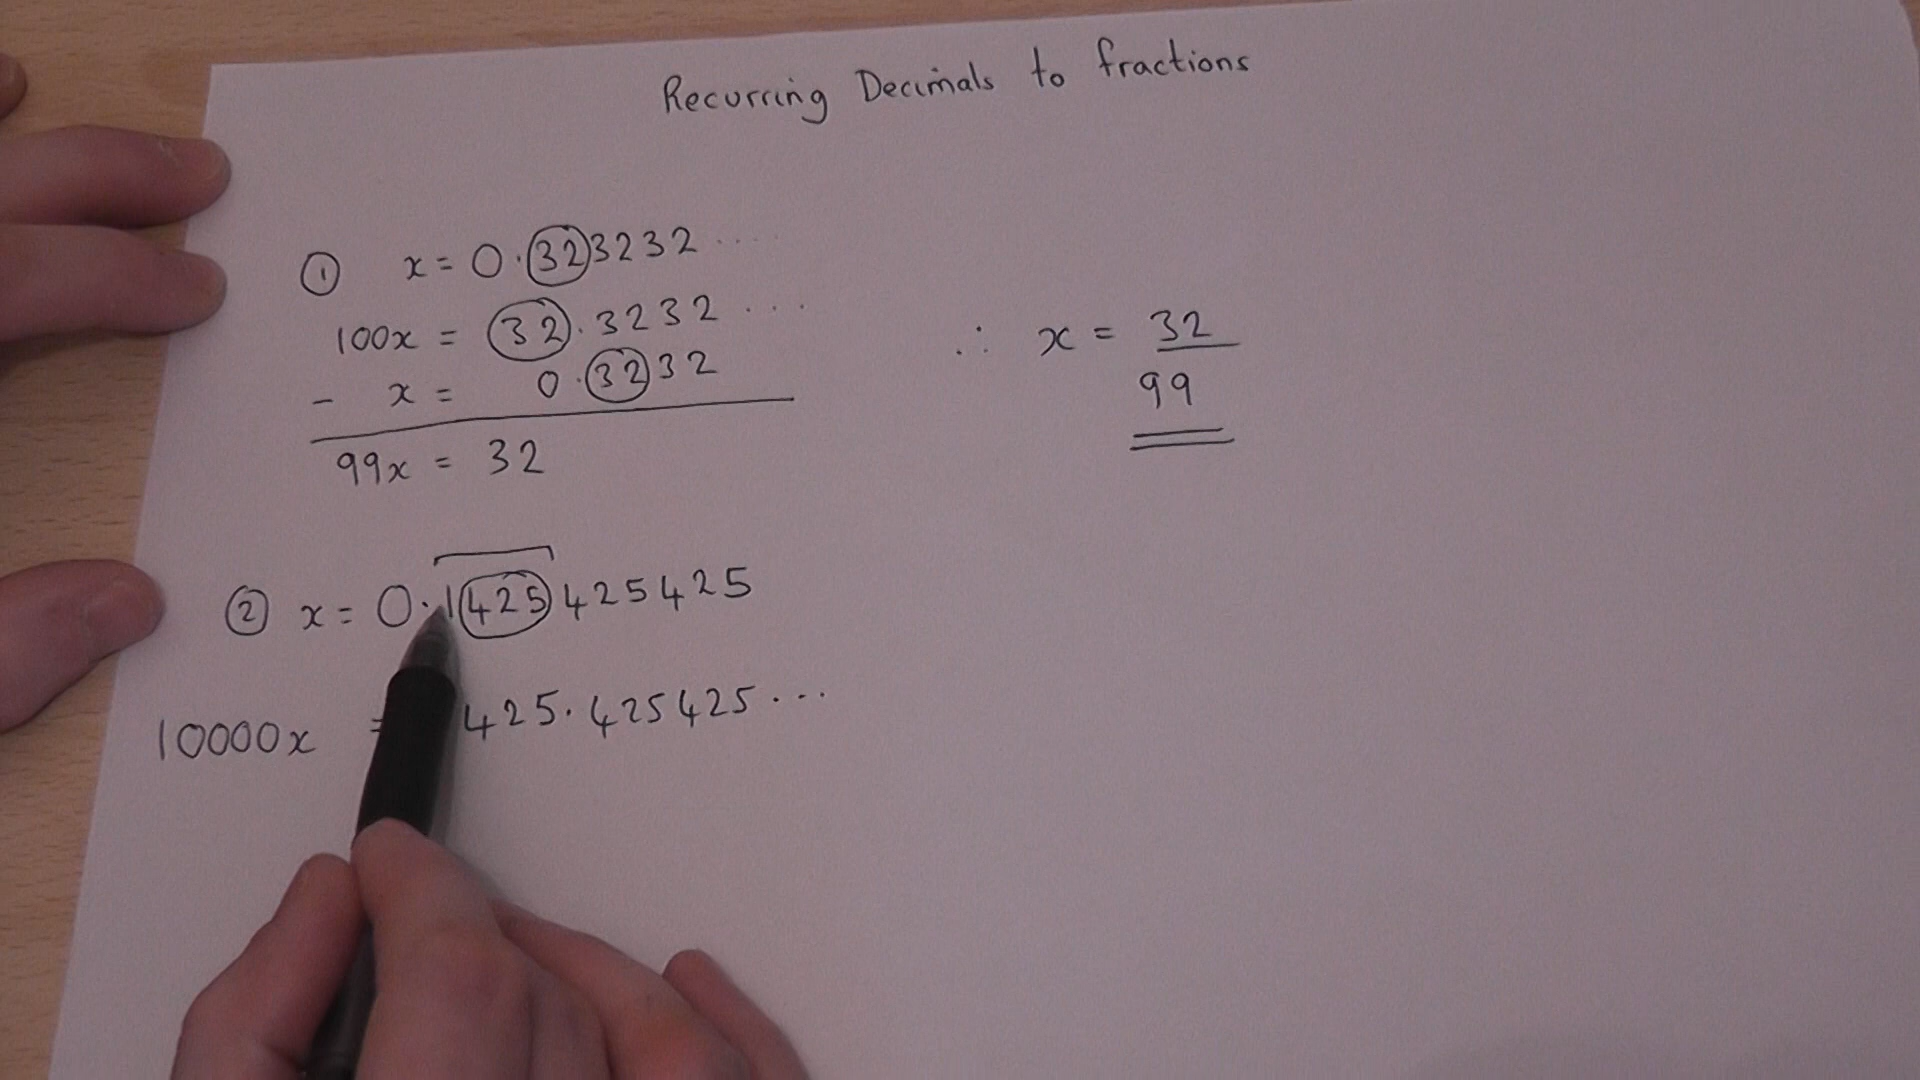 Recurring Decimals to fractions
① x = 0.323232....
100x = 32.3232...
- x = 0.3232
99x = 32
∴ x = 32
99
② x = 0.1425425425
10000x = 425.425425...